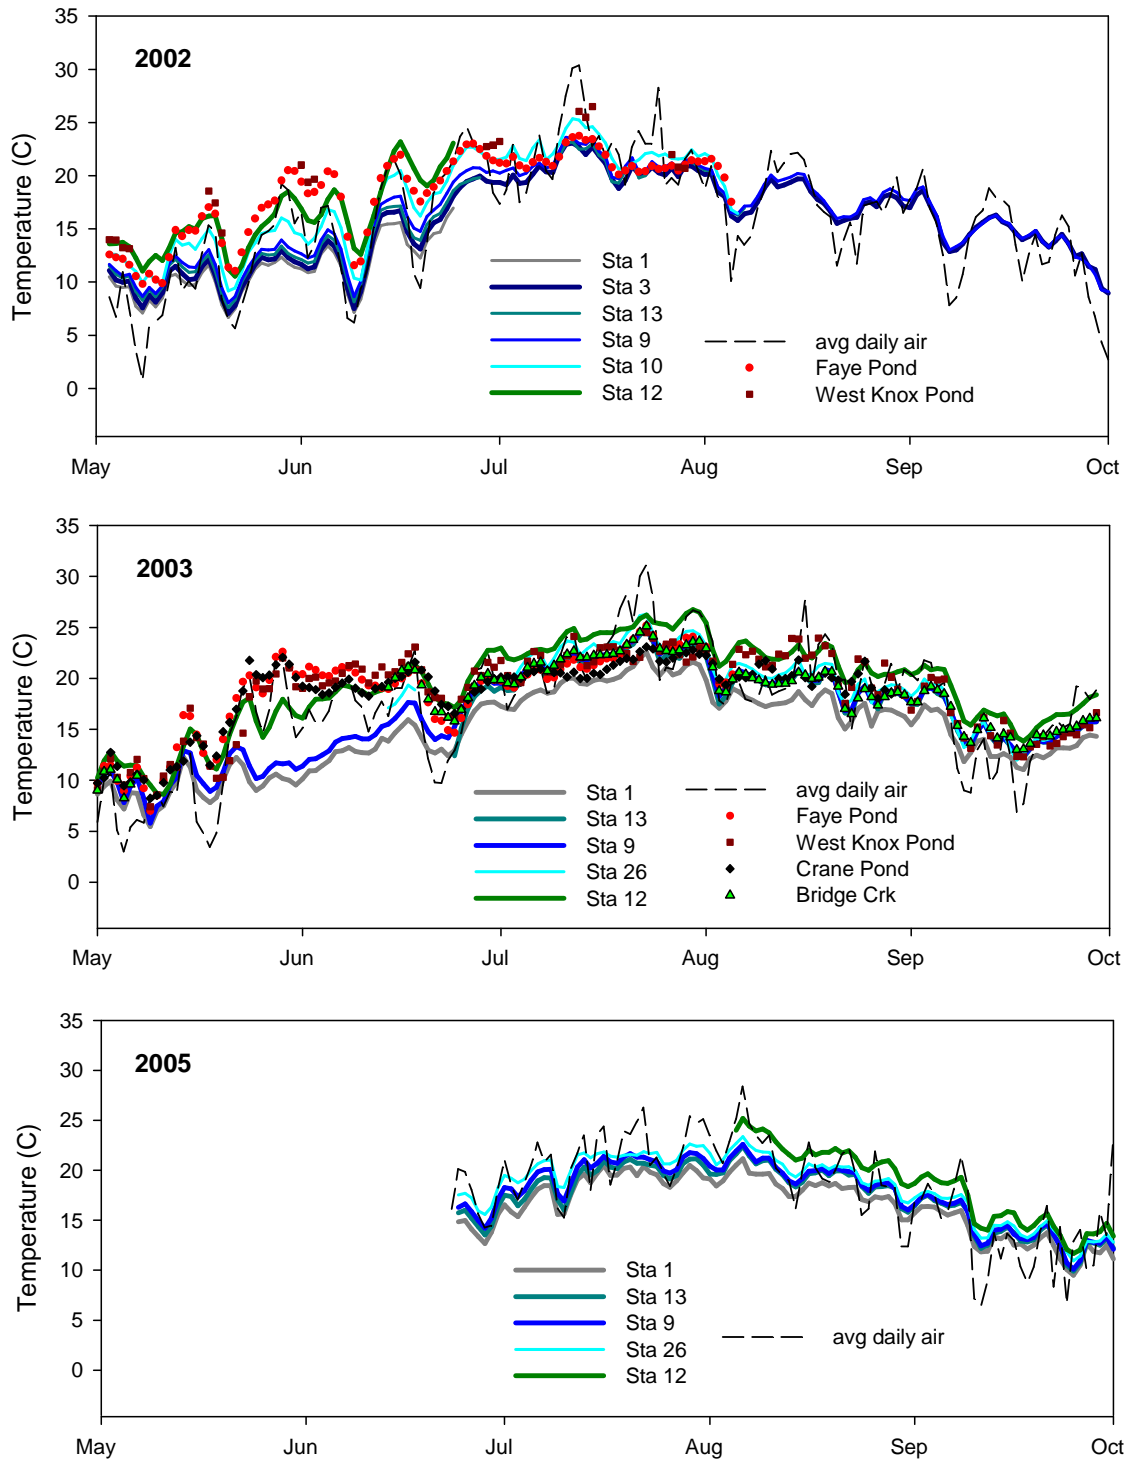 35
2002
30
25
20
15
10
5
0
Temperature (C)
Sta 1
Sta 3
Sta 13
Sta 9
Sta 10
Sta 12
avg daily air
Faye Pond
West Knox Pond
May Jun Jul Aug Sep Oct
35
2003
30
25
20
15
10
5
0
Temperature (C)
Sta 1
Sta 13
Sta 9
Sta 26
Sta 12
avg daily air
Faye Pond
West Knox Pond
Crane Pond
Bridge Crk
May Jun Jul Aug Sep Oct
35
2005
30
25
20
15
10
5
0
Temperature (C)
Sta 1
Sta 13
Sta 9
Sta 26
Sta 12
avg daily air
May Jun Jul Aug Sep Oct